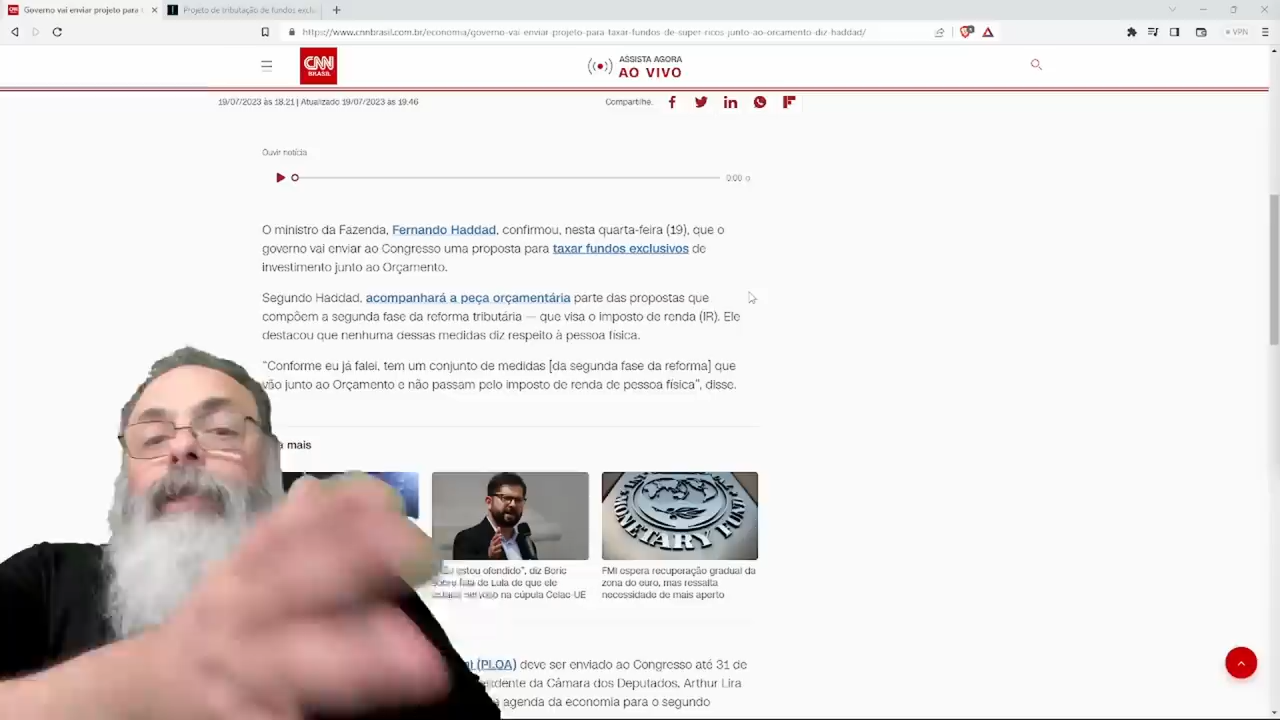 Governo vai enviar projeto para t
Projeto de tributação de fundos exclu
https://www.cnnbrasil.com.br/economia/governo-vai-enviar-projeto-para-taxar-fundos-de-super-ricos-junto-ao-orcamento-diz-haddad/
VPN
CNN
BRASIL
ASSISTA AGORA
AO VIVO
19/07/2023 às 18:21 | Atualizado 19/07/2023 às 19:46
Compartilhe:
Ouvir notícia
0:00
O ministro da Fazenda, Fernando Haddad, confirmou, nesta quarta-feira (19), que o
governo vai enviar ao Congresso uma proposta para taxar fundos exclusivos de
investimento junto ao Orçamento.
Segundo Haddad, acompanhará a peça orçamentária parte das propostas que
compõem a segunda fase da reforma tributária — que visa o imposto de renda (IR). Ele
destacou que nenhuma dessas medidas diz respeito à pessoa física.
“Conforme eu já falei, tem um conjunto de medidas [da segunda fase da reforma] que
vão junto ao Orçamento e não passam pelo imposto de renda de pessoa física”, disse.
mais
MONETARY FUND
estou ofendido”, diz Boric
sobre fala de Lula de que ele
na cúpula Celac-UE
FMI espera recuperação gradual da
zona do euro, mas ressalta
necessidade de mais aperto
(PLOA) deve ser enviado ao Congresso até 31 de
da Câmara dos Deputados, Arthur Lira
agenda da economia para o segundo